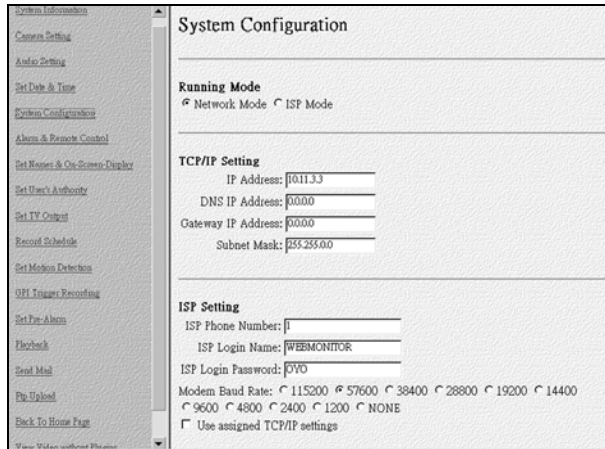 System Information
Camera Setting
Audio Setting
Set Date & Time
System Configuration
Alarm & Remote Control
Set Names & On-Screen-Display
Set User's Authority
Set TV Output
Record Schedule
Set Motion Detection
GPI Trigger Recording
Set Pre-Alarm
Playback
Send Mail
Ftp Upload
Back To Home Page
View Video without Plugins
System Configuration
Running Mode
Network Mode ISP Mode
TCP/IP Setting
IP Address: 10.11.3.3
DNS IP Address: 0.0.0.0
Gateway IP Address: 0.0.0.0
Subnet Mask: 255.255.0.0
ISP Setting
ISP Phone Number: 1
ISP Login Name: WEBMONITOR
ISP Login Password: OYO
Modem Baud Rate: 115200 57600 38400 28800 19200 14400
9600 4800 2400 1200 NONE
Use assigned TCP/IP settings